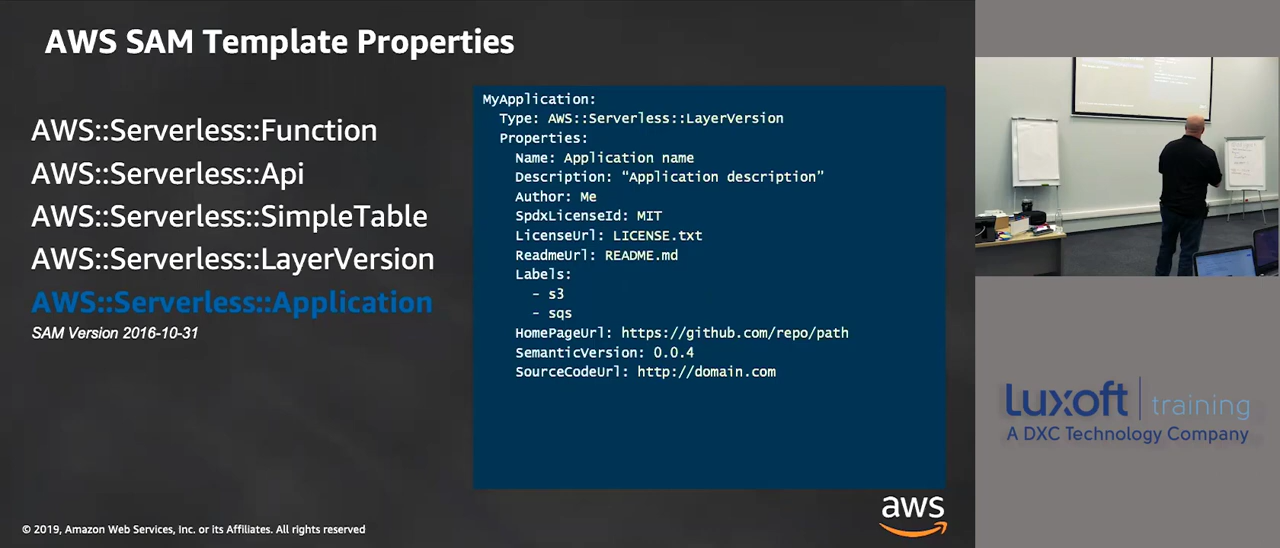 AWS SAM Template Properties
AWS::Serverless::Function
AWS::Serverless::Api
AWS::Serverless::SimpleTable
AWS::Serverless::LayerVersion
AWS::Serverless::Application
SAM Version 2016-10-31
MyApplication:
Type: AWS::Serverless::LayerVersion
Properties:
Name: Application name
Description: “Application description”
Author: Me
SpdxLicenseId: MIT
LicenseUrl: LICENSE.txt
ReadmeUrl: README.md
Labels:
- s3
- sqs
HomePageUrl: https://github.com/repo/path
SemanticVersion: 0.0.4
SourceCodeUrl: http://domain.com
© 2019, Amazon Web Services, Inc. or its Affiliates. All rights reserved
aws
Luxoft training
A DXC Technology Company